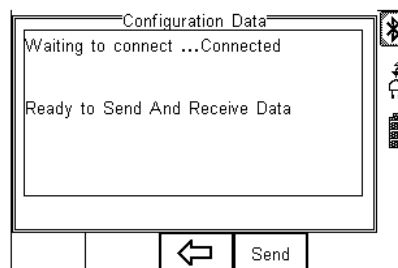 Configuration Data
Waiting to connect ...Connected
Ready to Send And Receive Data
Send